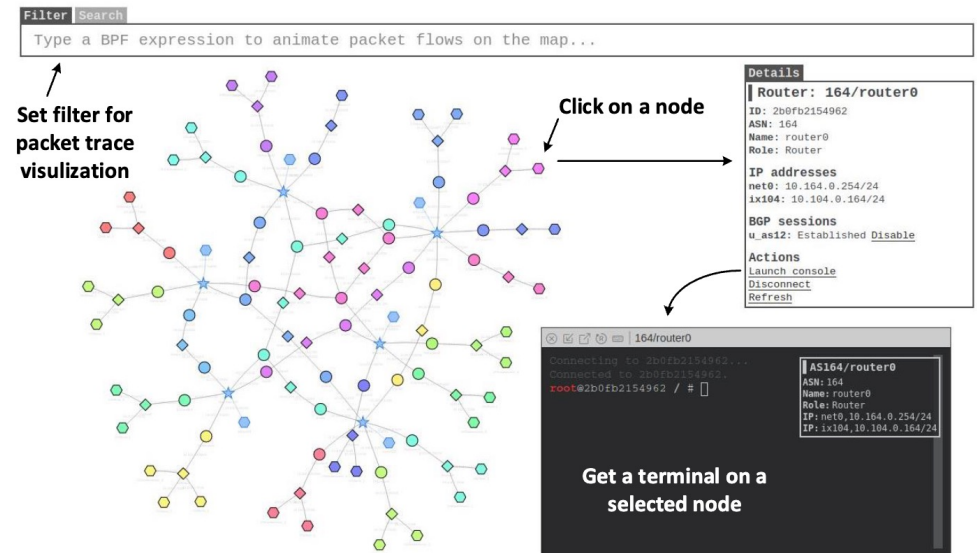 Filter Search
Type a BPF expression to animate packet flows on the map...
Set filter for
packet trace
visulization
Click on a node
Details
Router: 164/router0
ID: 2b0fb2154962
ASN: 164
Name: router0
Role: Router
IP addresses
net0: 10.164.0.254/24
ix104: 10.104.0.164/24
BGP sessions
u_as12: Established Disable
Actions
Launch console
Disconnect
Refresh
164/router0
Connecting to 2b0fb2154962...
Connected to 2b0fb2154962.
root@2b0fb2154962 / #
AS164/router0
ASN: 164
Name: router0
Role: Router
IP: net0,10.164.0.254/24
IP: ix104,10.104.0.164/24
Get a terminal on a
selected node